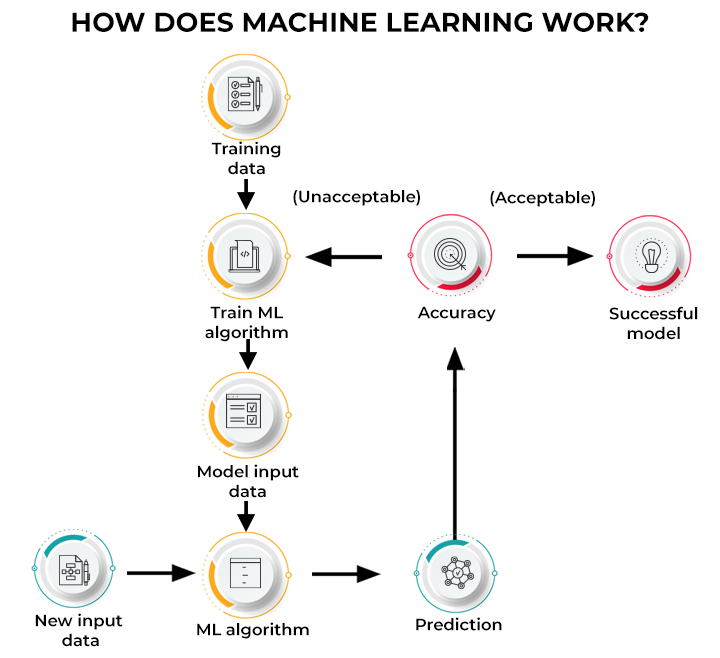 HOW DOES MACHINE LEARNING WORK?
Training
data
(Unacceptable)
(Acceptable)
Train ML
algorithm
Accuracy
Successful
model
Model input
data
New input
data
ML algorithm
Prediction